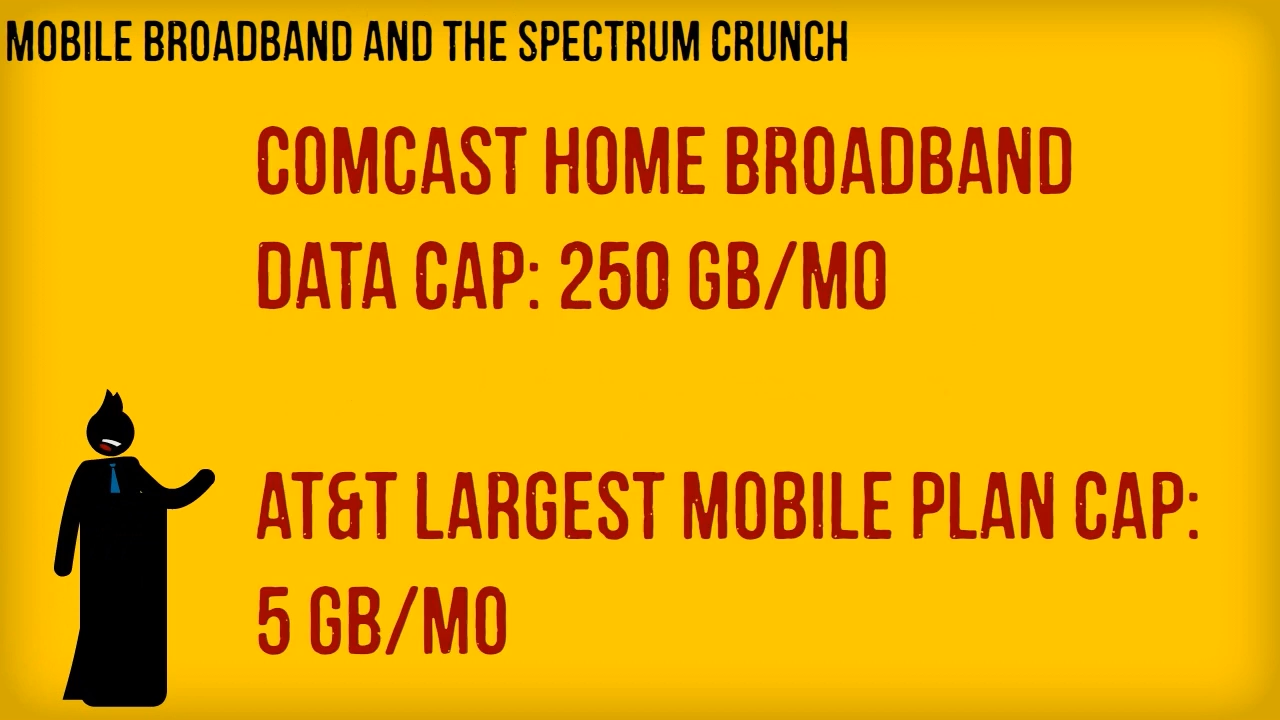 MOBILE BROADBAND AND THE SPECTRUM CRUNCH
COMCAST HOME BROADBAND
DATA CAP: 250 GB/MO
AT&T LARGEST MOBILE PLAN CAP:
5 GB/MO